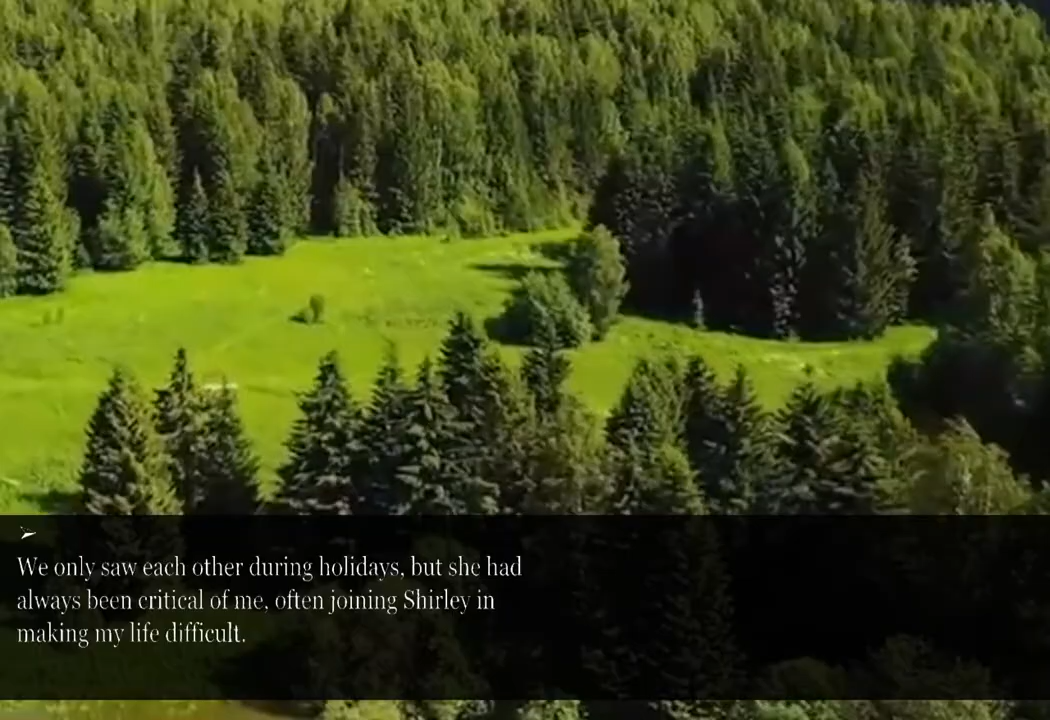 We only saw each other during holidays, but she had
always been critical of me, often joining Shirley in
making my life difficult.